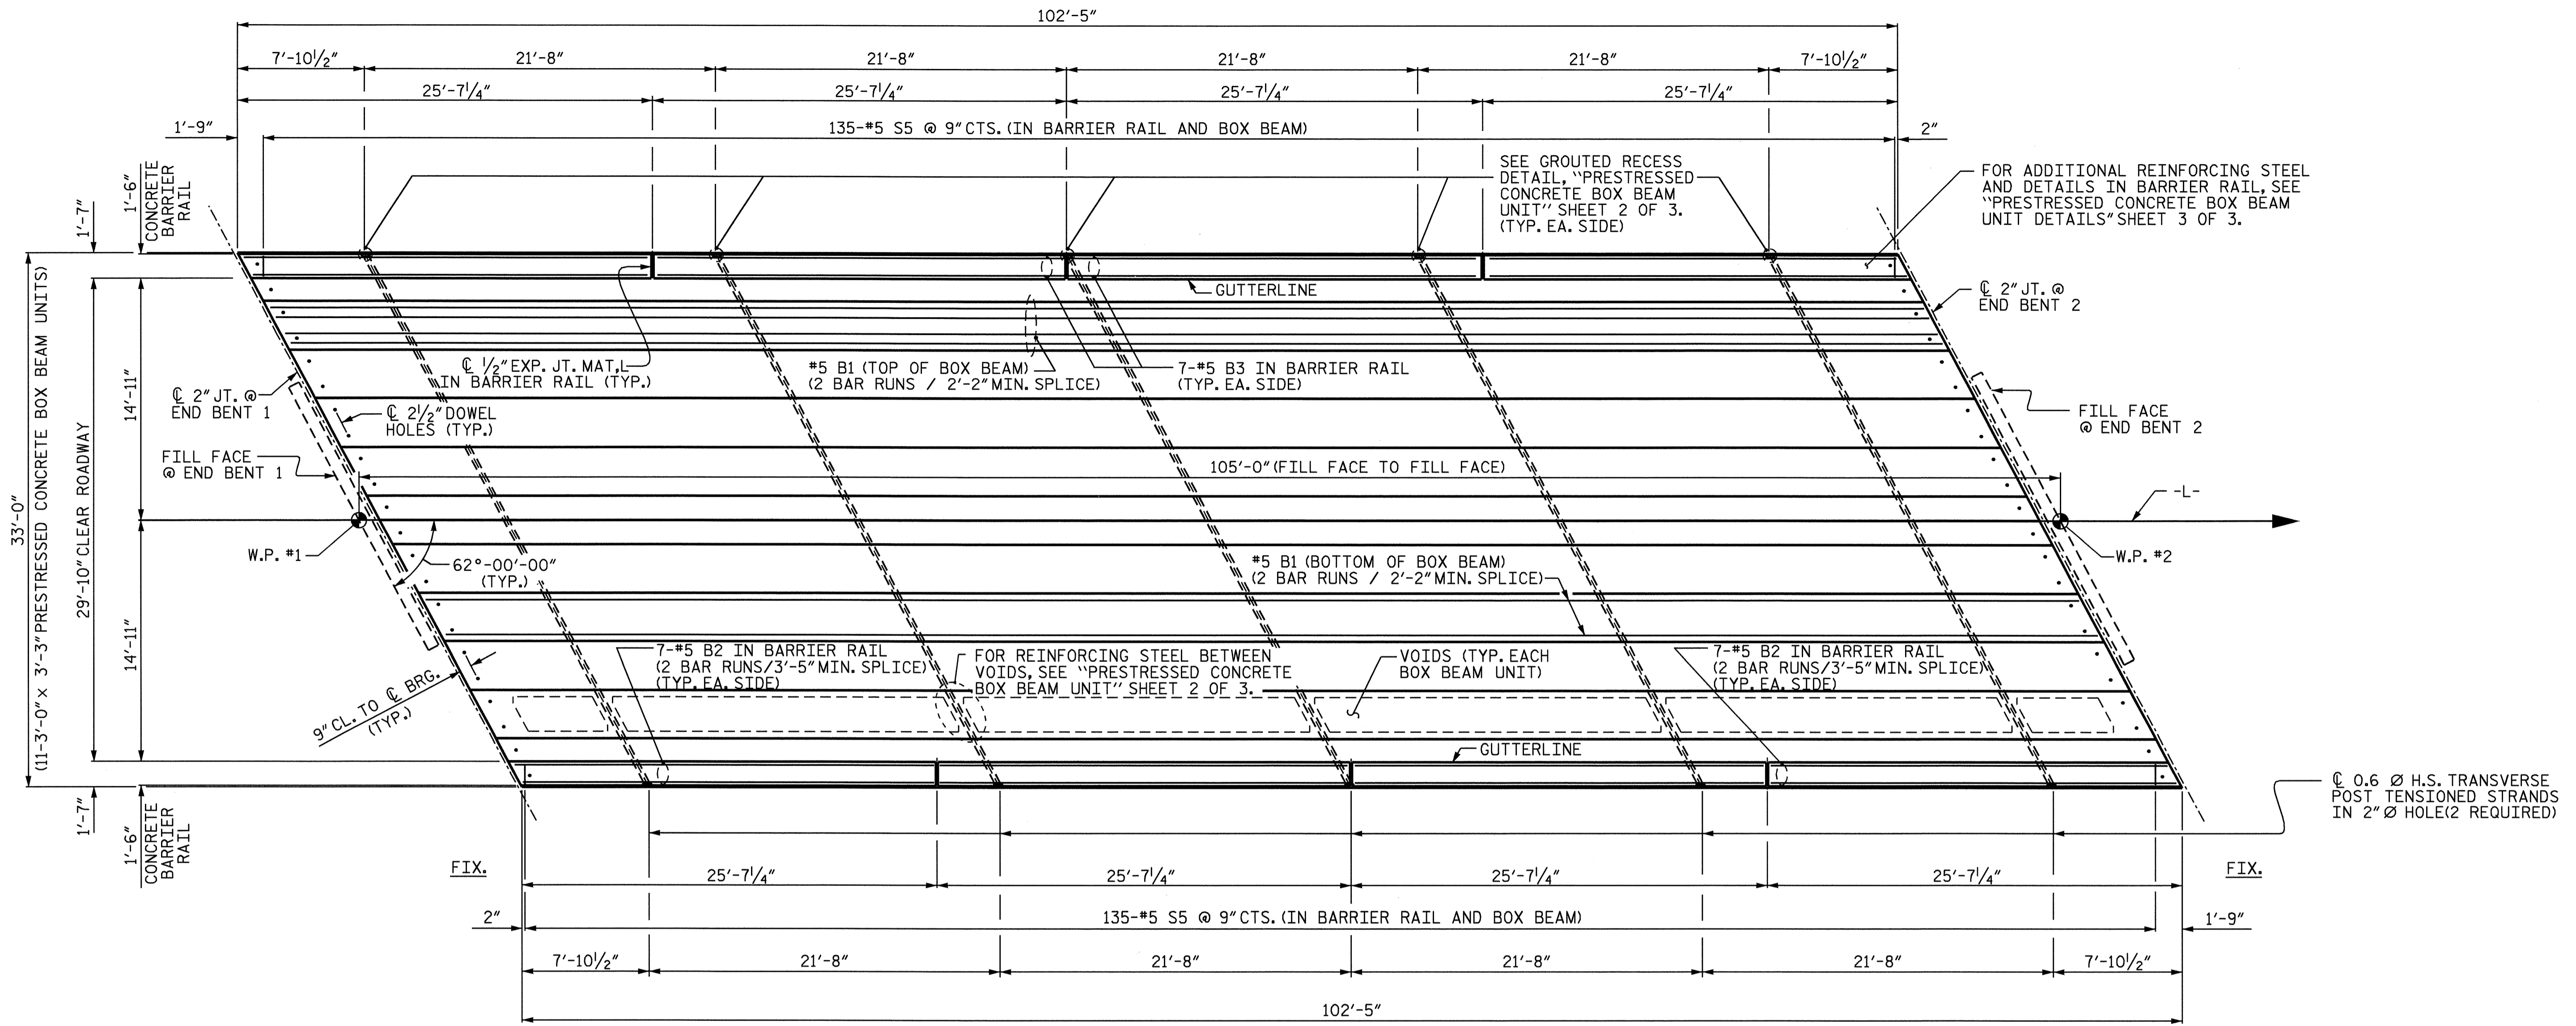 102'-5"
7'-10½" 21'-8" 21'-8" 21'-8" 21'-8" 7'-10½"
25'-7¼" 25'-7¼" 25'-7¼" 25'-7¼"
1'-9" 135-#5 S5 @ 9" CTS. (IN BARRIER RAIL AND BOX BEAM) 2"
1'-7"
1'-6"
CONCRETE
BARRIER
RAIL
SEE GROUTED RECESS
DETAIL, "PRESTRESSED
CONCRETE BOX BEAM
UNIT" SHEET 2 OF 3.
(TYP. EA. SIDE)
FOR ADDITIONAL REINFORCING STEEL
AND DETAILS IN BARRIER RAIL, SEE
"PRESTRESSED CONCRETE BOX BEAM
UNIT DETAILS" SHEET 3 OF 3.
GUTTERLINE
℄ 2" JT. @
END BENT 2
℄ ½" EXP. JT. MAT,L
IN BARRIER RAIL (TYP.)
#5 B1 (TOP OF BOX BEAM)
(2 BAR RUNS / 2'-2" MIN. SPLICE)
7-#5 B3 IN BARRIER RAIL
(TYP. EA. SIDE)
℄ 2" JT. @
END BENT 1
℄ 2½" DOWEL
HOLES (TYP.)
FILL FACE
@ END BENT 2
FILL FACE
@ END BENT 1
33'-0"
(11-3'-0" x 3'-3" PRESTRESSED CONCRETE BOX BEAM UNITS)
29'-10" CLEAR ROADWAY
14'-11"
14'-11"
105'-0" (FILL FACE TO FILL FACE)
-L-
W.P. #1
W.P. #2
62°-00'-00"
(TYP.)
#5 B1 (BOTTOM OF BOX BEAM)
(2 BAR RUNS / 2'-2" MIN. SPLICE)
9" CL. TO ℄ BRG.
(TYP.)
7-#5 B2 IN BARRIER RAIL
(2 BAR RUNS/3'-5" MIN. SPLICE)
(TYP. EA. SIDE)
FOR REINFORCING STEEL BETWEEN
VOIDS, SEE "PRESTRESSED CONCRETE
BOX BEAM UNIT" SHEET 2 OF 3.
VOIDS (TYP. EACH
BOX BEAM UNIT)
7-#5 B2 IN BARRIER RAIL
(2 BAR RUNS/3'-5" MIN. SPLICE)
(TYP. EA. SIDE)
GUTTERLINE
℄ 0.6 Ø H.S. TRANSVERSE
POST TENSIONED STRANDS
IN 2" Ø HOLE(2 REQUIRED)
1'-7"
1'-6"
CONCRETE
BARRIER
RAIL
FIX.
FIX.
25'-7¼" 25'-7¼" 25'-7¼" 25'-7¼"
2" 135-#5 S5 @ 9" CTS. (IN BARRIER RAIL AND BOX BEAM) 1'-9"
7'-10½" 21'-8" 21'-8" 21'-8" 21'-8" 7'-10½"
102'-5"